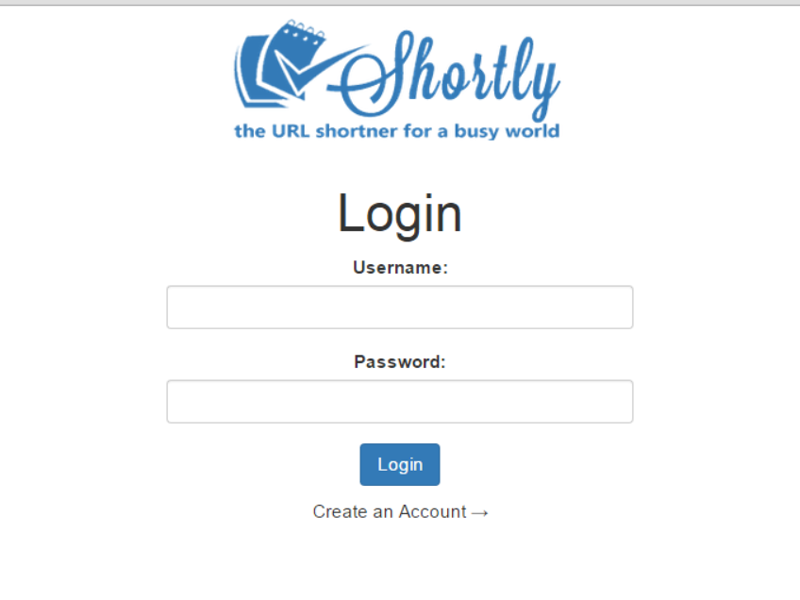 Shortly
the URL shortner for a busy world
Login
Username:
Password:
Login
Create an Account →